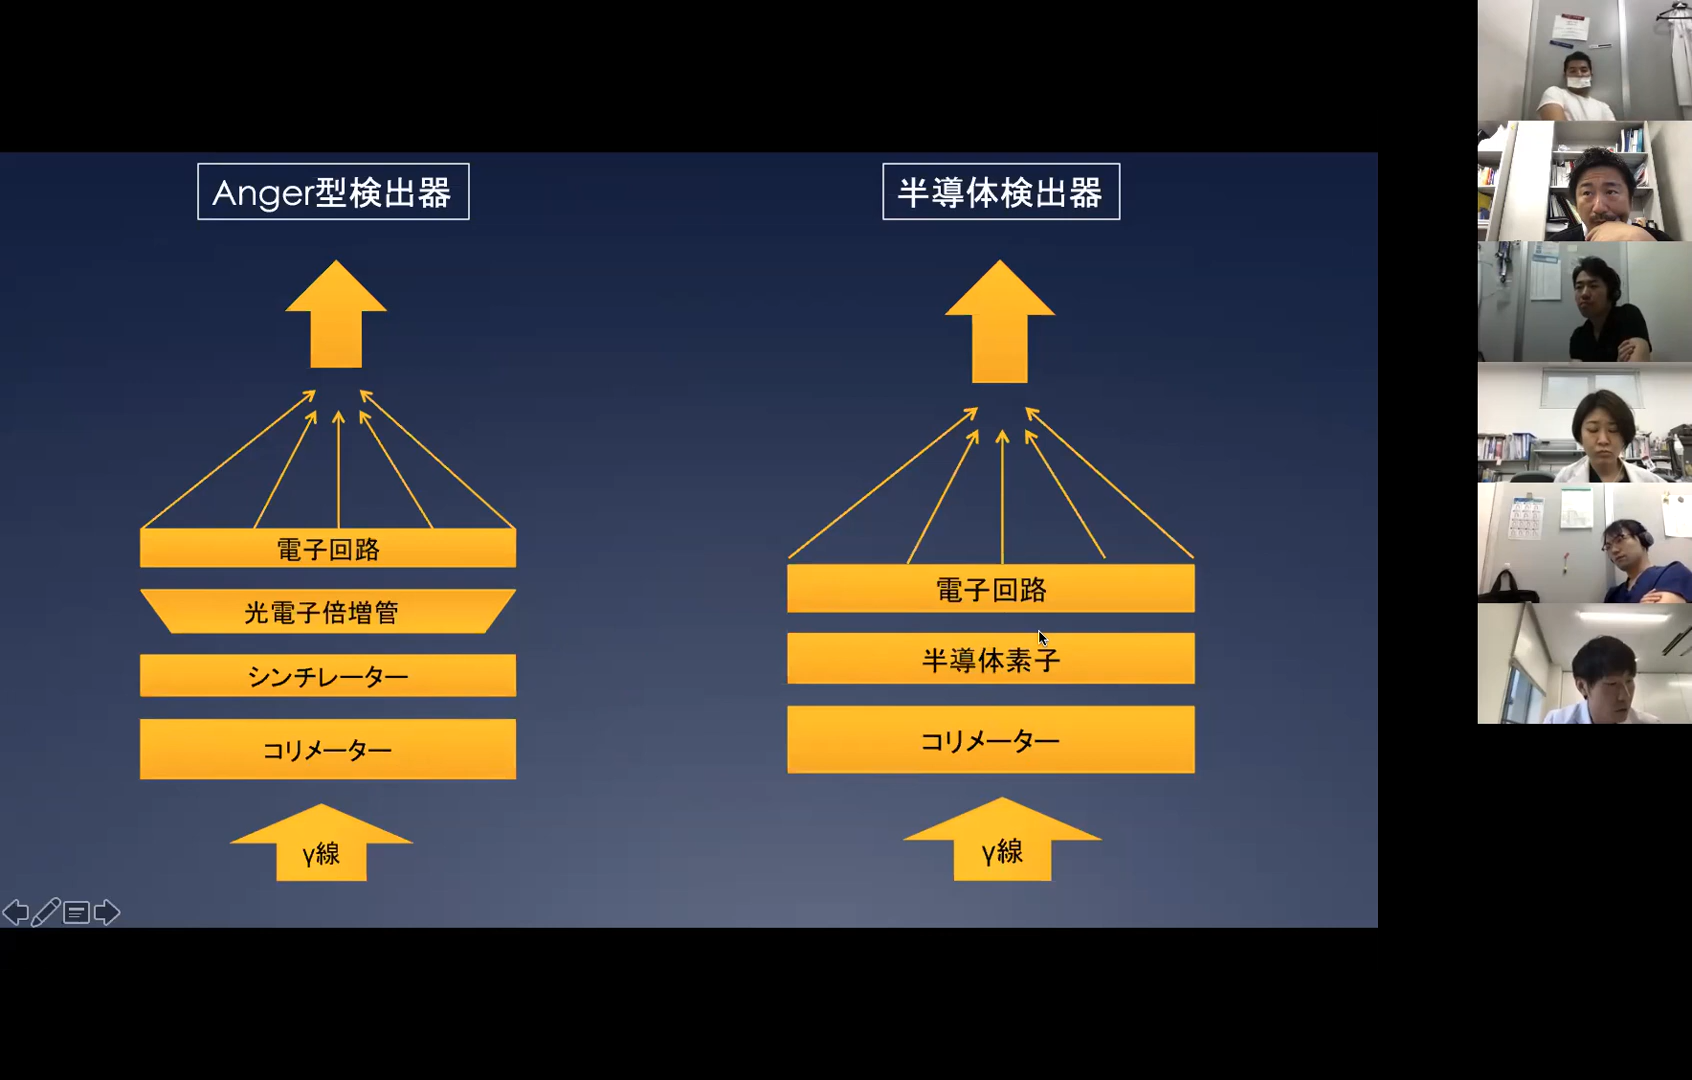 Anger型検出器
電子回路
光電子倍増管
シンチレーター
コリメーター
γ線
半導体検出器
電子回路
半導体素子
コリメーター
γ線